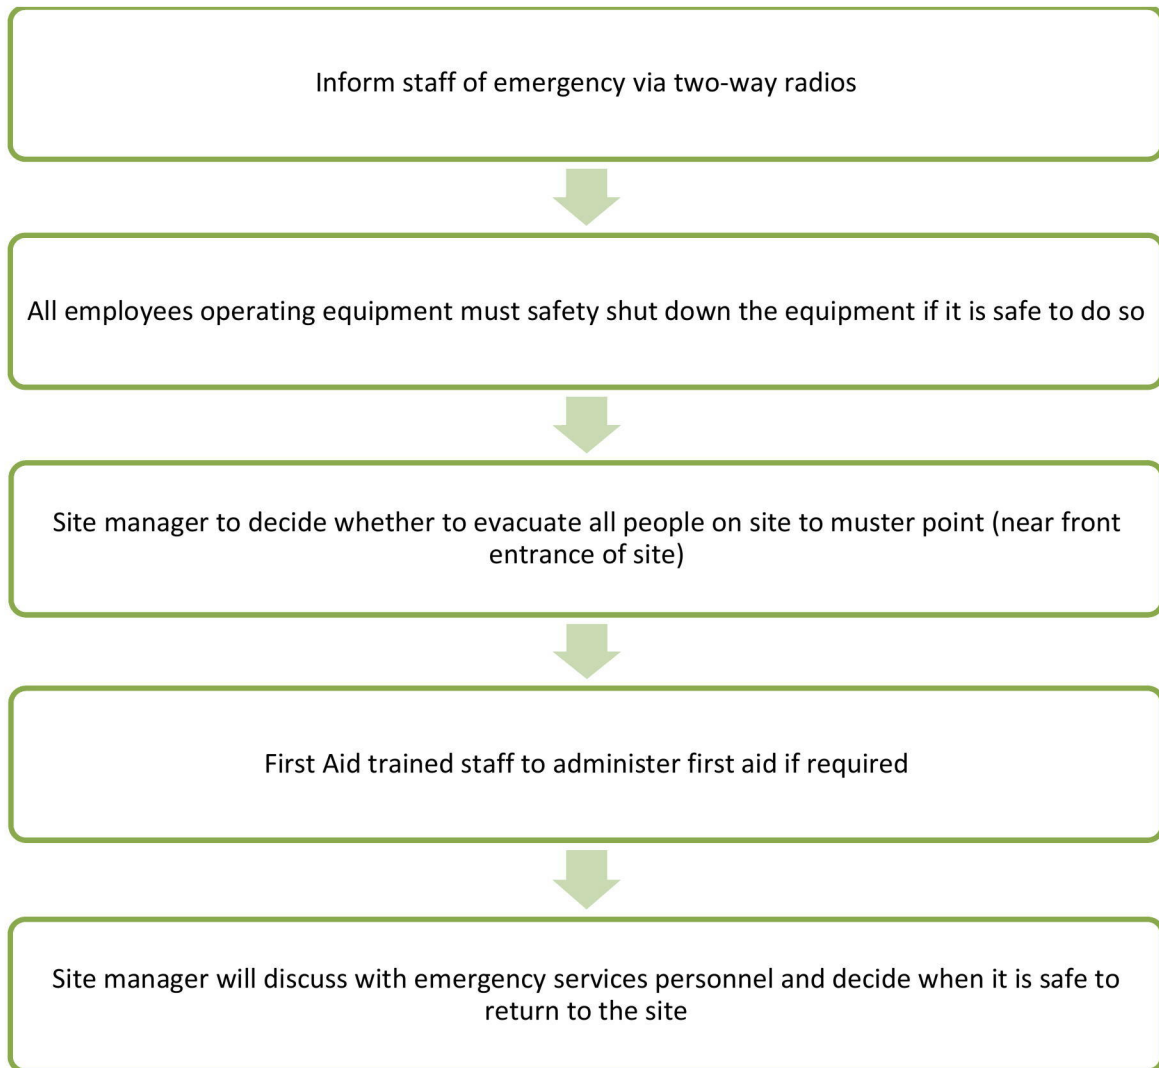 Inform staff of emergency via two-way radios
All employees operating equipment must safety shut down the equipment if it is safe to do so
Site manager to decide whether to evacuate all people on site to muster point (near front
entrance of site)
First Aid trained staff to administer first aid if required
Site manager will discuss with emergency services personnel and decide when it is safe to
return to the site